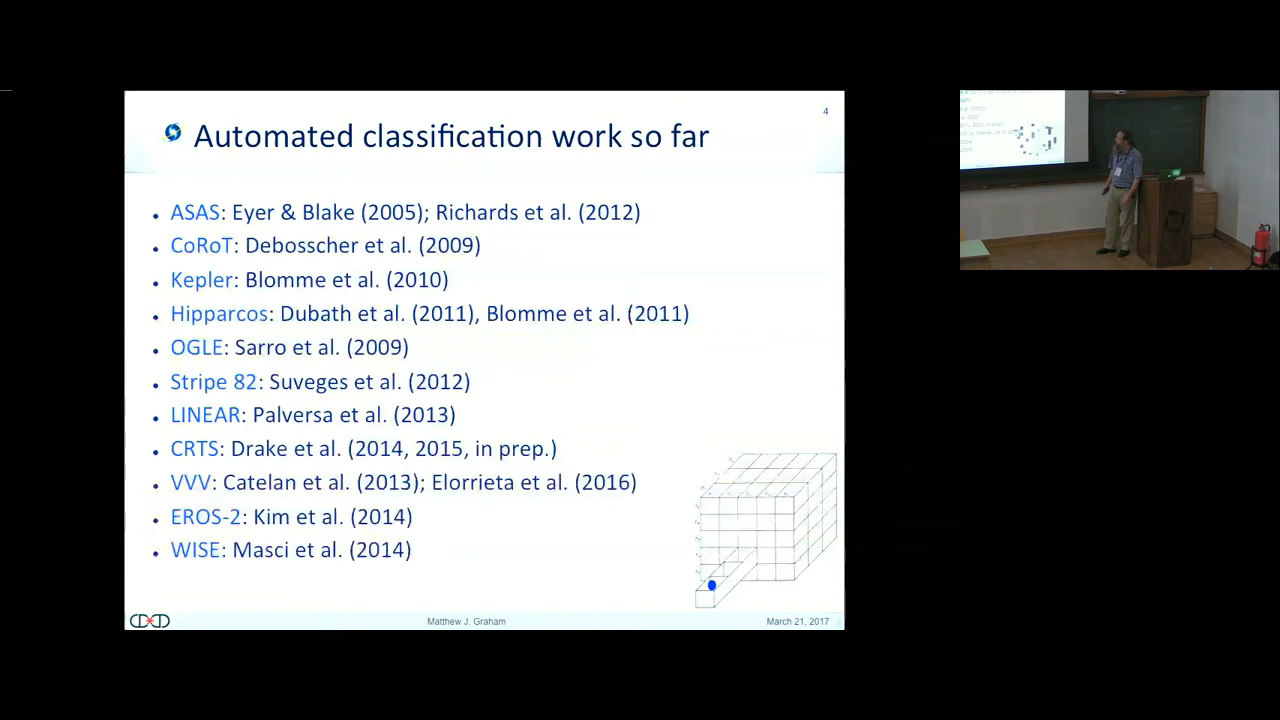 4
Automated classification work so far
• ASAS: Eyer & Blake (2005); Richards et al. (2012)
• CoRoT: Debosscher et al. (2009)
• Kepler: Blomme et al. (2010)
• Hipparcos: Dubath et al. (2011), Blomme et al. (2011)
• OGLE: Sarro et al. (2009)
• Stripe 82: Suveges et al. (2012)
• LINEAR: Palversa et al. (2013)
• CRTS: Drake et al. (2014, 2015, in prep.)
• VVV: Catelan et al. (2013); Elorrieta et al. (2016)
• EROS-2: Kim et al. (2014)
• WISE: Masci et al. (2014)
Matthew J. Graham
March 21, 2017